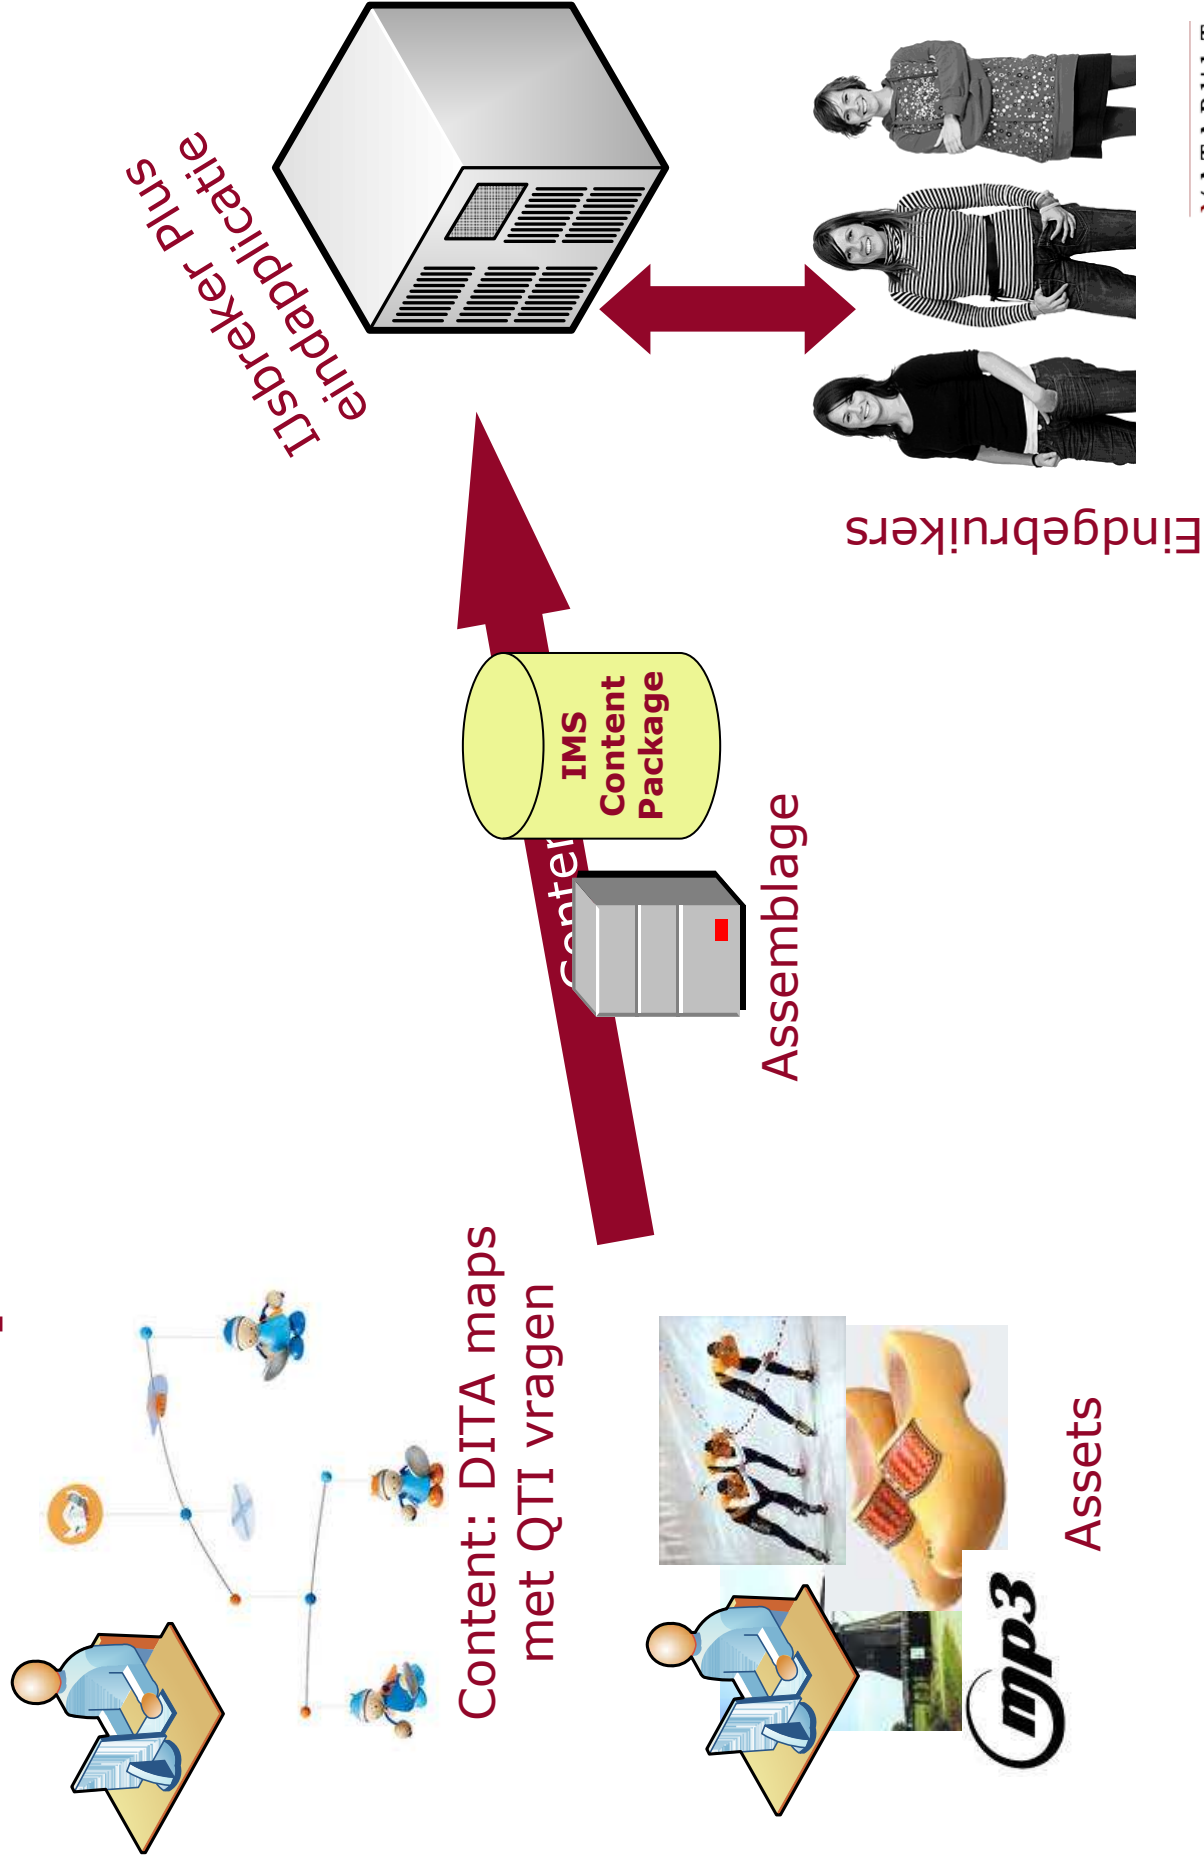 Content: DITA maps
met QTI vragen
mp3
Assets
Assemblage
IMS
Content
Package
IJsbreker Plus
eindapplicatie
Eindgebruikers